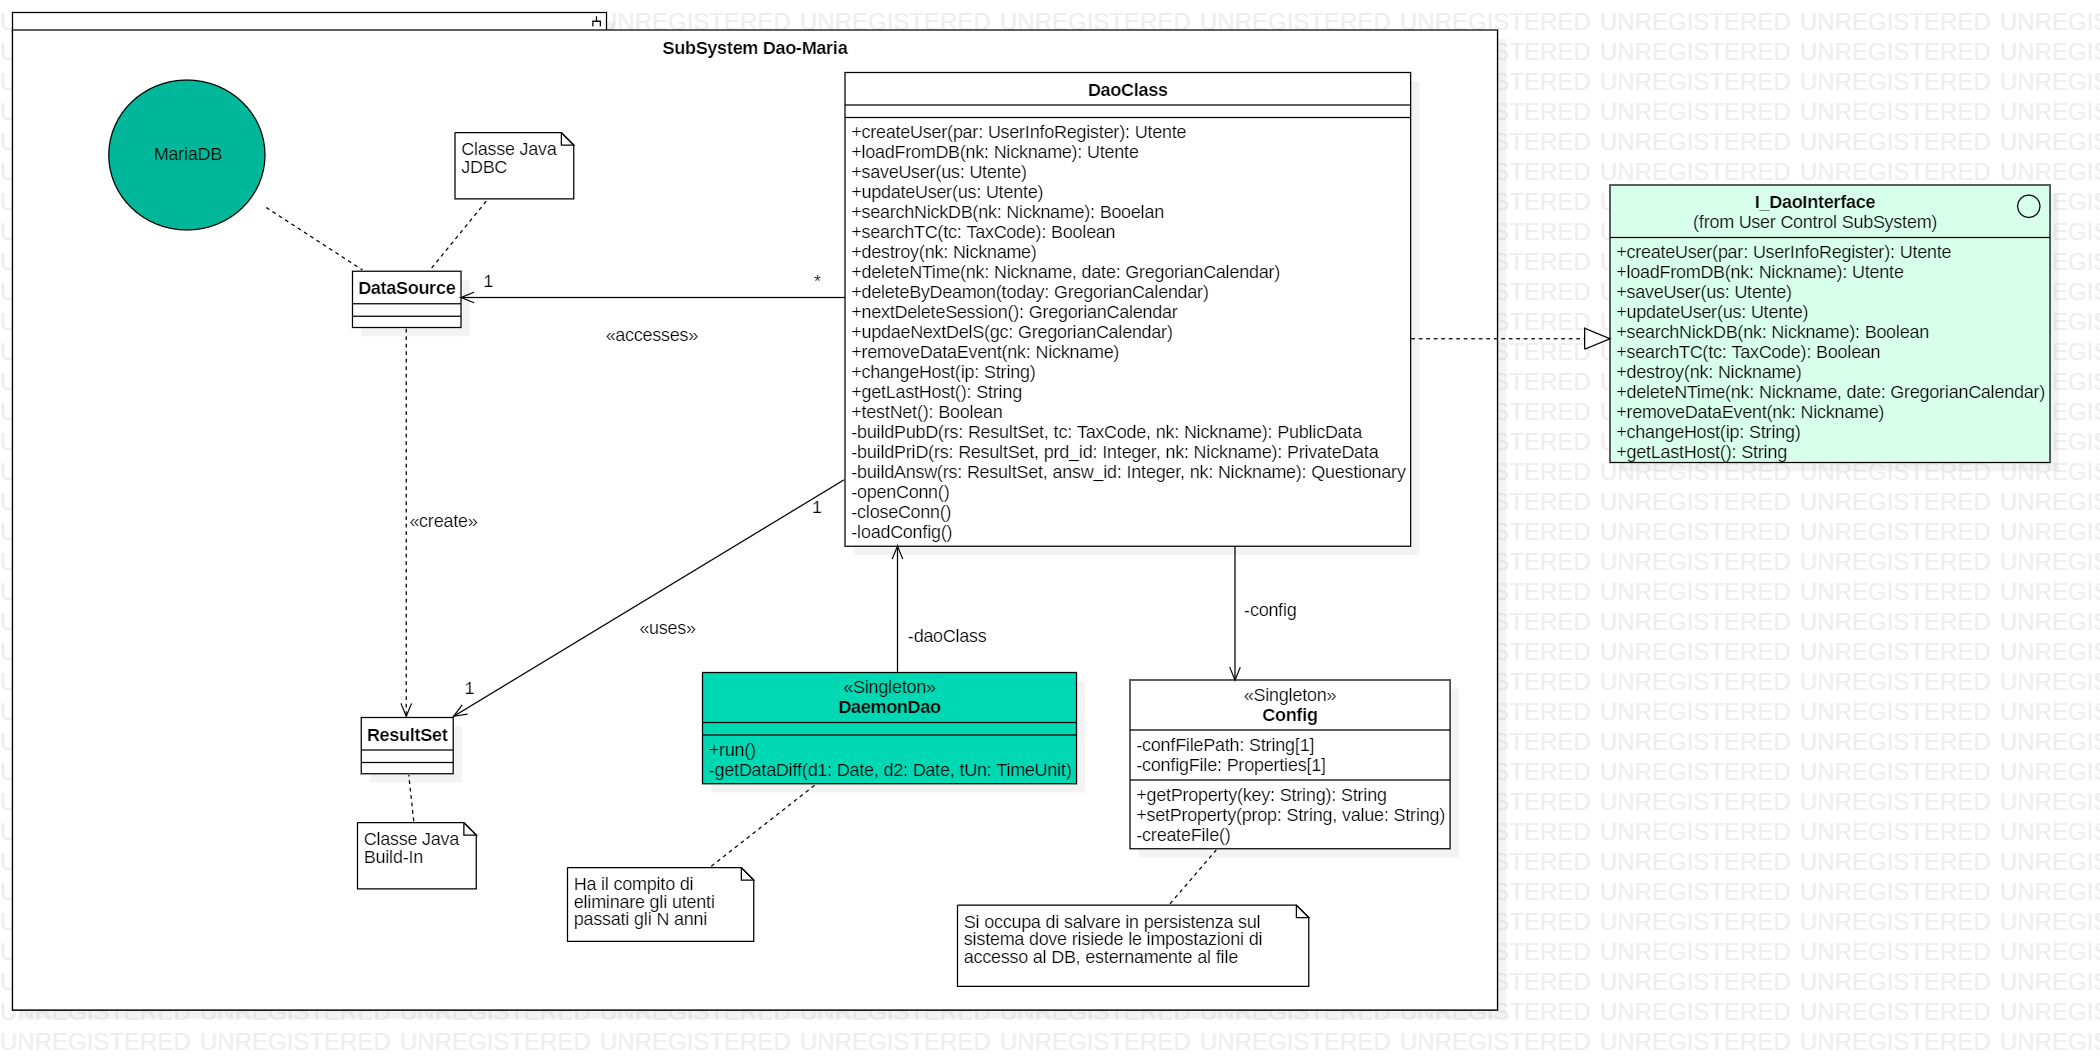 SubSystem Dao-Maria
MariaDB
Classe Java
JDBC
DataSource
1
*
«accesses»
«create»
DaoClass
+createUser(par: UserInfoRegister): Utente
+loadFromDB(nk: Nickname): Utente
+saveUser(us: Utente)
+updateUser(us: Utente)
+searchNickDB(nk: Nickname): Booelan
+searchTC(tc: TaxCode): Boolean
+destroy(nk: Nickname)
+deleteNTime(nk: Nickname, date: GregorianCalendar)
+deleteByDeamon(today: GregorianCalendar)
+nextDeleteSession(): GregorianCalendar
+updaeNextDelS(gc: GregorianCalendar)
+removeDataEvent(nk: Nickname)
+changeHost(ip: String)
+getLastHost(): String
+testNet(): Boolean
-buildPubD(rs: ResultSet, tc: TaxCode, nk: Nickname): PublicData
-buildPriD(rs: ResultSet, prd_id: Integer, nk: Nickname): PrivateData
-buildAnsw(rs: ResultSet, answ_id: Integer, nk: Nickname): Questionary
-openConn()
-closeConn()
-loadConfig()
I_DaoInterface
(from User Control SubSystem)
+createUser(par: UserInfoRegister): Utente
+loadFromDB(nk: Nickname): Utente
+saveUser(us: Utente)
+updateUser(us: Utente)
+searchNickDB(nk: Nickname): Boolean
+searchTC(tc: TaxCode): Boolean
+destroy(nk: Nickname)
+deleteNTime(nk: Nickname, date: GregorianCalendar)
+removeDataEvent(nk: Nickname)
+changeHost(ip: String)
+getLastHost(): String
1
«uses»
1
-daoClass
-config
ResultSet
Classe Java
Build-In
«Singleton»
DaemonDao
+run()
-getDataDiff(d1: Date, d2: Date, tUn: TimeUnit)
Ha il compito di
eliminare gli utenti
passati gli N anni
«Singleton»
Config
-confFilePath: String[1]
-configFile: Properties[1]
+getProperty(key: String): String
+setProperty(prop: String, value: String)
-createFile()
Si occupa di salvare in persistenza sul
sistema dove risiede le impostazioni di
accesso al DB, esternamente al file
UNREGISTERED UNREGISTERED UNREGISTERED UNREGISTERED UNREGISTERED UNREGISTERED UNREGISTERED UNREGISTERED UNREGISTERED UNREGISTERED